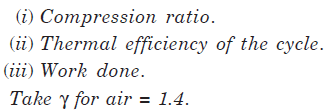 (i) Compression ratio.
(ii) Thermal efficiency of the cycle.
(iii) Work done.
Take γ for air = 1.4.